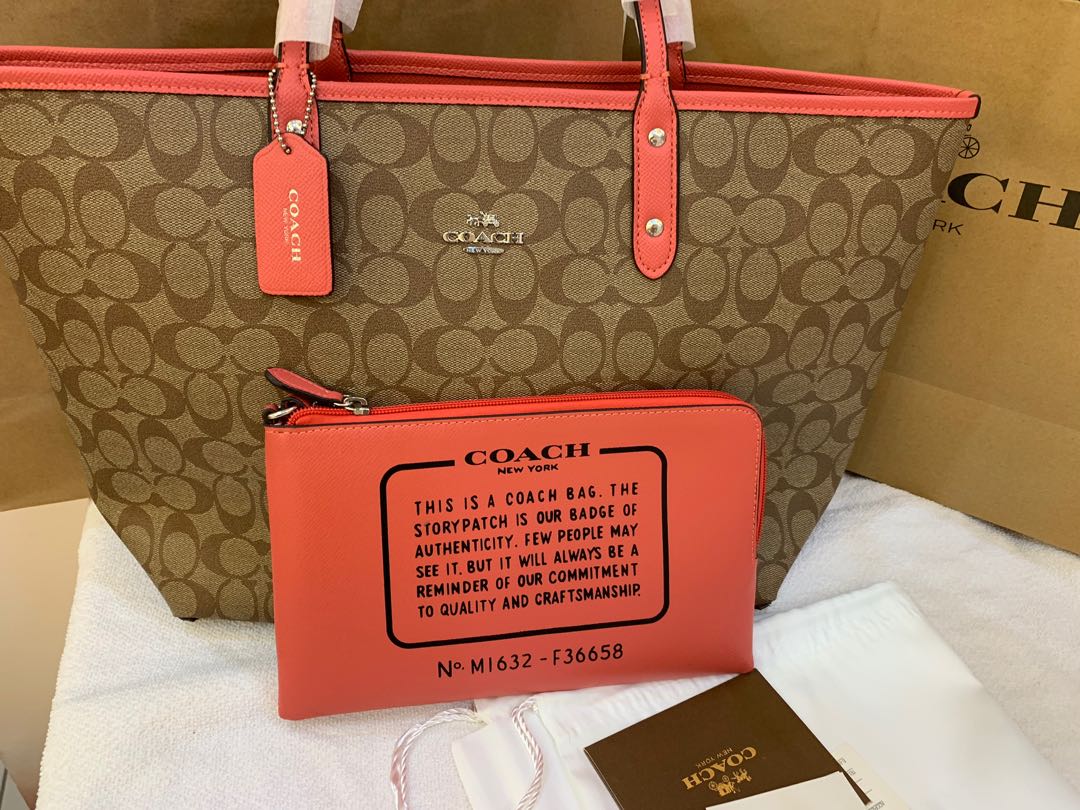 COACH
NEW YORK
COACH
NEW YORK
ACH
RK
COACH
NEW YORK
THIS IS A COACH BAG. THE
STORYPATCH IS OUR BADGE OF
AUTHENTICITY. FEW PEOPLE MAY
SEE IT. BUT IT WILL ALWAYS BE A
REMINDER OF OUR COMMITMENT
TO QUALITY AND CRAFTSMANSHIP.
No. M1632 - F36658
COACH
NEW YORK